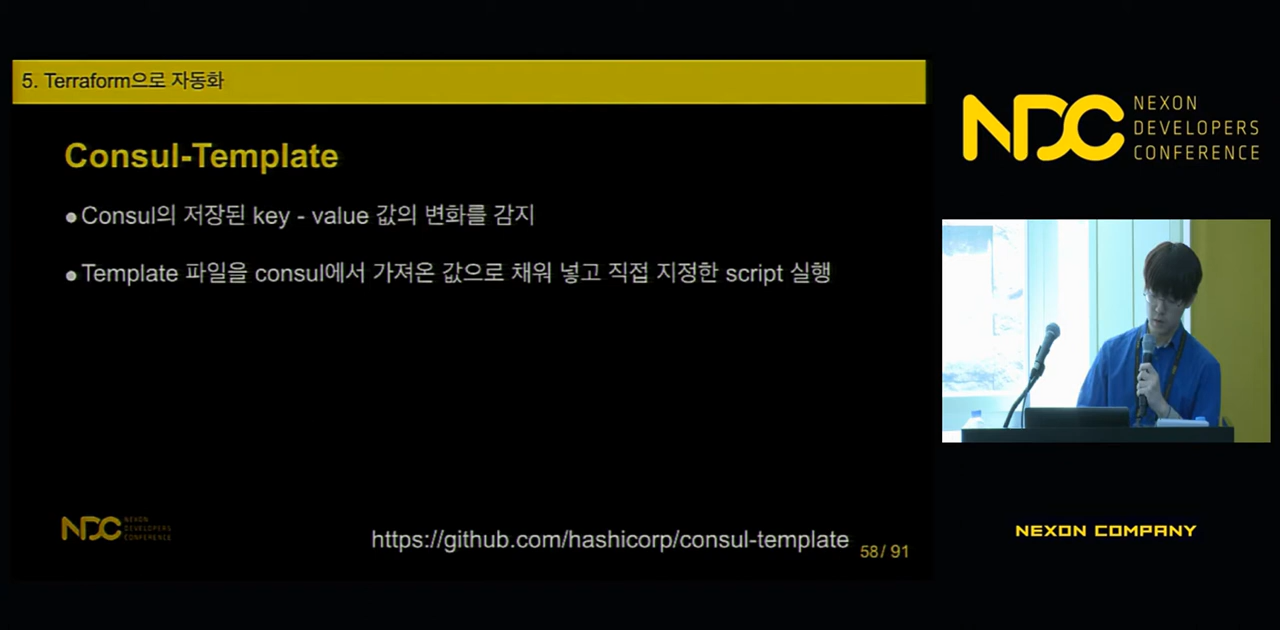 5. Terraform으로 자동화
Consul-Template
●Consul의 저장된 key - value 값의 변화를 감지
●Template 파일을 consul에서 가져온 값으로 채워 넣고 직접 지정한 script 실행
NDC NEXON
DEVELOPERS
CONFERENCE
https://github.com/hashicorp/consul-template
58 / 91
NDC NEXON
DEVELOPERS
CONFERENCE
NEXON COMPANY